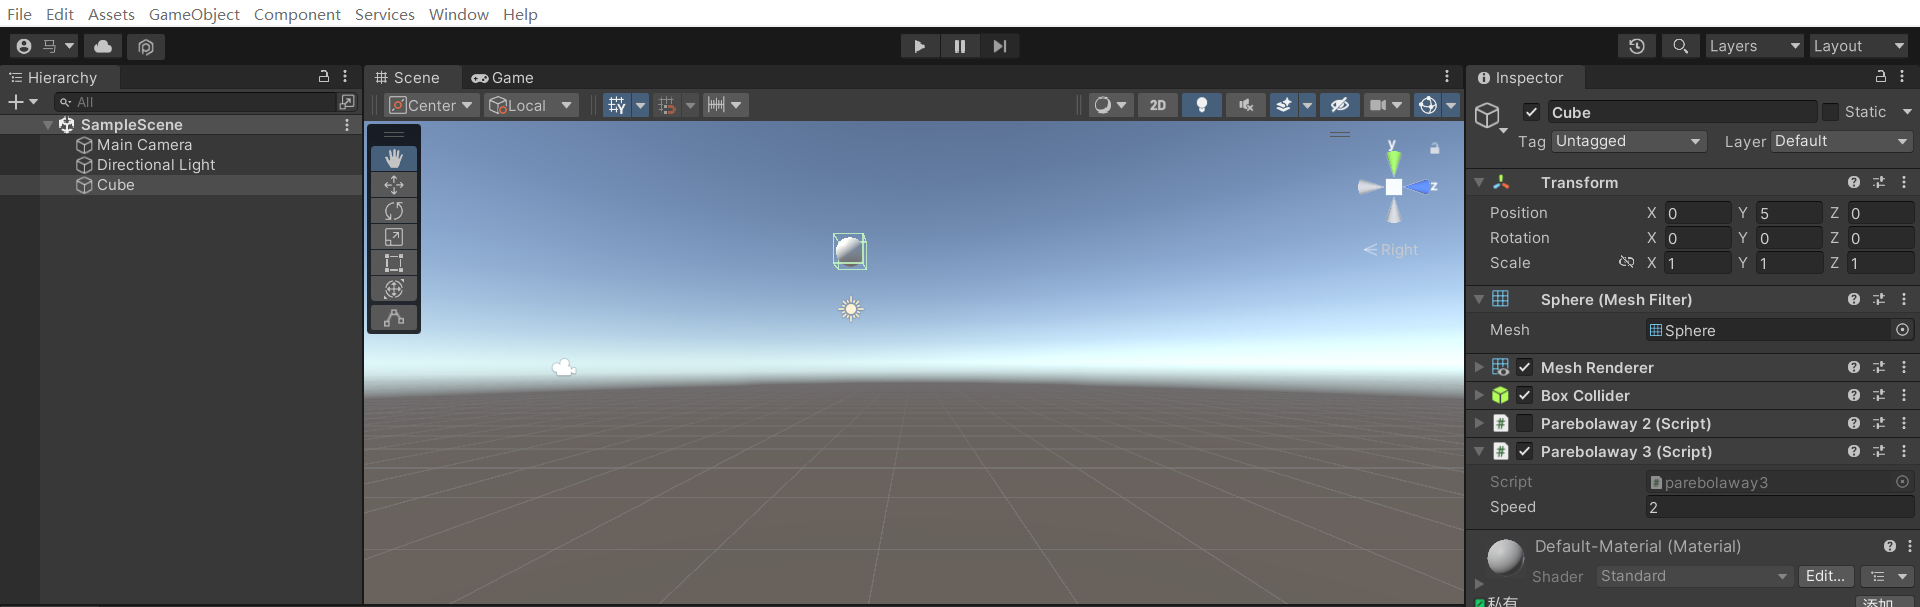 File Edit Assets GameObject Component Services Window Help
马 Layers Layout
Hierarchy
All
SampleScene
Main Camera
Directional Light
Cube
Scene Game
Center Local 2D
y
z
Right
Inspector
Cube Static
Tag Untagged Layer Default
Transform
Position X 0 Y 5 Z 0
Rotation X 0 Y 0 Z 0
Scale X 1 Y 1 Z 1
Sphere (Mesh Filter)
Mesh Sphere
Mesh Renderer
Box Collider
Parebolaway 2 (Script)
Parebolaway 3 (Script)
Script parebolaway3
Speed 2
Default-Material (Material)
Shader Standard Edit...
私有 添加